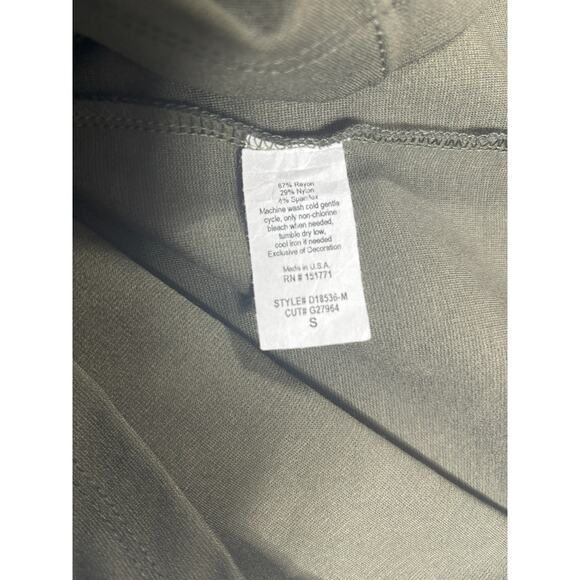 67% Rayon
29% Nylon
4% Spandex
Machine wash cold gentle
cycle, only non-chlorine
bleach when needed,
tumble dry low,
cool iron if needed
Exclusive of Decoration
Made in U.S.A.
RN # 151771
STYLE# D18536-M
CUT# G27964
S